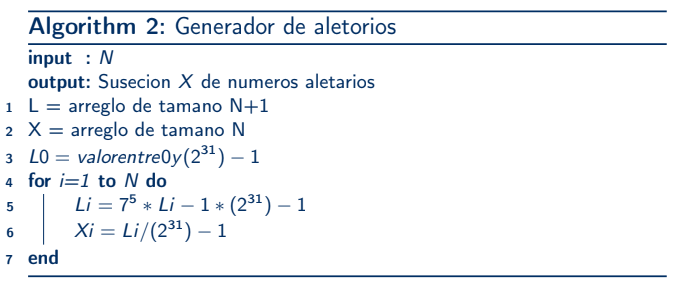 Algorithm 2: Generador de aletorios
input : N
output: Susecion X de numeros aletarios
1 L = arreglo de tamano N+1
2 X = arreglo de tamano N
3 L0 = valorentre0y(2^31) − 1
4 for i=1 to N do
5 Li = 7^5 * Li − 1 * (2^31) − 1
6 Xi = Li/(2^31) − 1
7 end